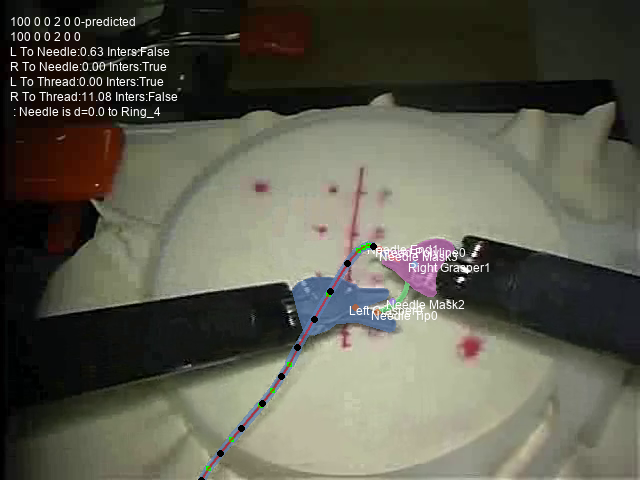 100 0 0 2 0 0-predicted
100 0 0 2 0 0
L To Needle:0.63 Inters:False
R To Needle:0.00 Inters:True
L To Thread:0.00 Inters:True
R To Thread:11.08 Inters:False
: Needle is d=0.0 to Ring_4
Needle End1
Needle Mask3
Right Grasper1
Needle Mask2
Needle Tip0